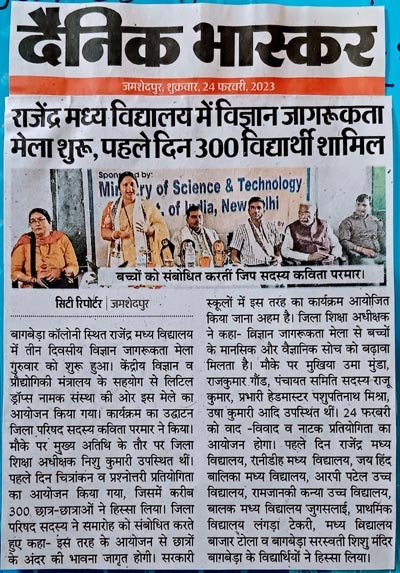 दैनिक भास्कर
जमशेदपुर, शुक्रवार, 24 फरवरी, 2023
राजेंद्र मध्य विद्यालय में विज्ञान जागरूकता
मेला शुरू, पहले दिन 300 विद्यार्थी शामिल
Sponsored by:
Ministry of Science & Technology
t. of India, New Delhi
बच्चों को संबोधित करतीं जिप सदस्य कविता परमार।
सिटी रिपोर्टर | जमशेदपुर
बागबेड़ा कॉलोनी स्थित राजेंद्र मध्य विद्यालय
में तीन दिवसीय विज्ञान जागरूकता मेला
गुरुवार को शुरू हुआ। केंद्रीय विज्ञान व
प्रौद्योगिकी मंत्रालय के सहयोग से लिटिल
ड्रॉप्स नामक संस्था की ओर इस मेले का
आयोजन किया गया। कार्यक्रम का उद्घाटन
जिला परिषद सदस्य कविता परमार ने किया।
मौके पर मुख्य अतिथि के तौर पर जिला
शिक्षा अधीक्षक निशु कुमारी उपस्थित थीं।
पहले दिन चित्रांकन व प्रश्नोत्तरी प्रतियोगिता
का आयोजन किया गया, जिसमें करीब
300 छात्र-छात्राओं ने हिस्सा लिया। जिला
परिषद सदस्य ने समारोह को संबोधित करते
हुए कहा- इस तरह के आयोजन से छात्रों
के अंदर की भावना जागृत होगी। सरकारी
स्कूलों में इस तरह का कार्यक्रम आयोजित
किया जाना अहम है। जिला शिक्षा अधीक्षक
ने कहा- विज्ञान जागरूकता मेला से बच्चों
के मानसिक और वैज्ञानिक सोच को बढ़ावा
मिलता है। मौके पर मुखिया उमा मुंडा,
राजकुमार गौंड, पंचायत समिति सदस्य राजू
कुमार, प्रभारी हेडमास्टर पशुपतिनाथ मिश्रा,
उषा कुमारी आदि उपस्थित थीं। 24 फरवरी
को वाद -विवाद व नाटक प्रतियोगिता का
आयोजन होगा। पहले दिन राजेंद्र मध्य
विद्यालय, रानीडीह मध्य विद्यालय, जय हिंद
बालिका मध्य विद्यालय, आरपी पटेल उच्च
विद्यालय, रामजानकी कन्या उच्च विद्यालय,
बालक मध्य विद्यालय जुगसलाई, प्राथमिक
विद्यालय लंगड़ा टेकरी, मध्य विद्यालय
बाजार टोला व बागबेड़ा सरस्वती शिशु मंदिर
बागबेड़ा के विद्यार्थियों ने हिस्सा लिया।